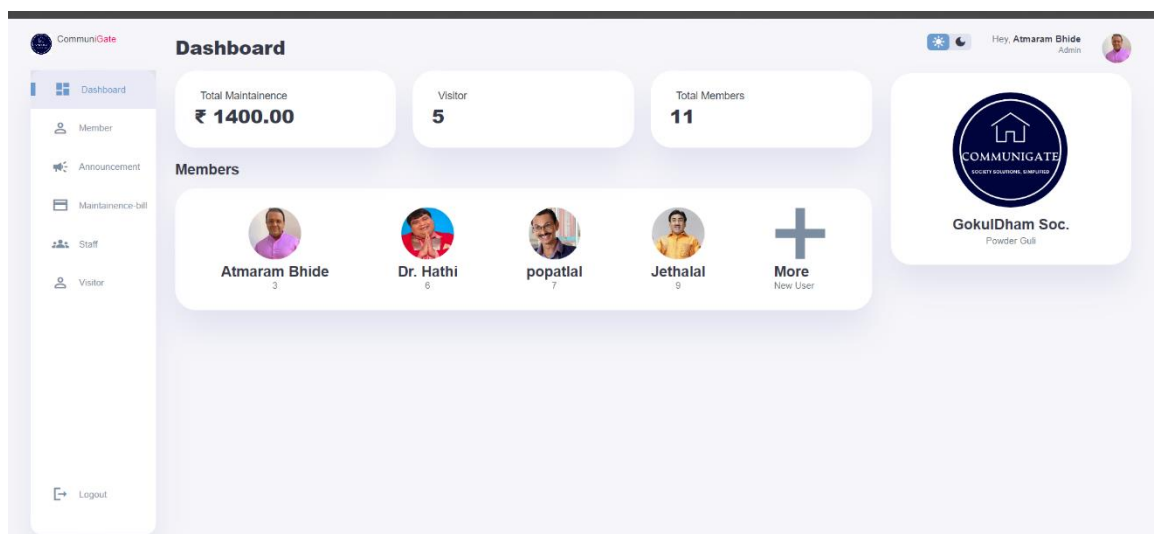 CommuniGate
Dashboard
Member
Announcement
Maintainence-bill
Staff
Visitor
Logout
Dashboard
Total Maintainence
₹ 1400.00
Visitor
5
Total Members
11
Members
Atmaram Bhide
3
Dr. Hathi
6
popatlal
7
Jethalal
9
More
New User
Hey, Atmaram Bhide
Admin
COMMUNIGATE
SOCIETY SOLUTIONS, SIMPLIFIED
GokulDham Soc.
Powder Guli